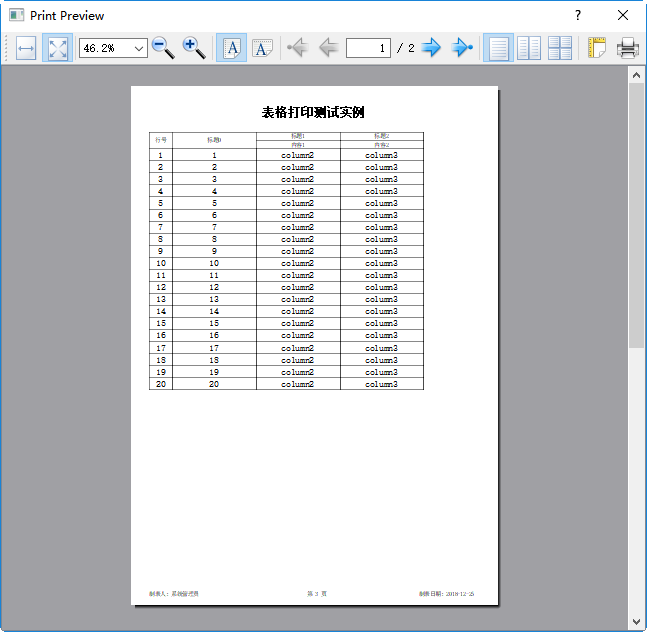 Print Preview
46.2%
1 / 2
表格打印测试实例
行号 标题0 标题1 标题2
内容1 内容2
1 1 column2 column3
2 2 column2 column3
3 3 column2 column3
4 4 column2 column3
5 5 column2 column3
6 6 column2 column3
7 7 column2 column3
8 8 column2 column3
9 9 column2 column3
10 10 column2 column3
11 11 column2 column3
12 12 column2 column3
13 13 column2 column3
14 14 column2 column3
15 15 column2 column3
16 16 column2 column3
17 17 column2 column3
18 18 column2 column3
19 19 column2 column3
20 20 column2 column3
制表人：系统管理员 第 页 制表日期：2018-12-25